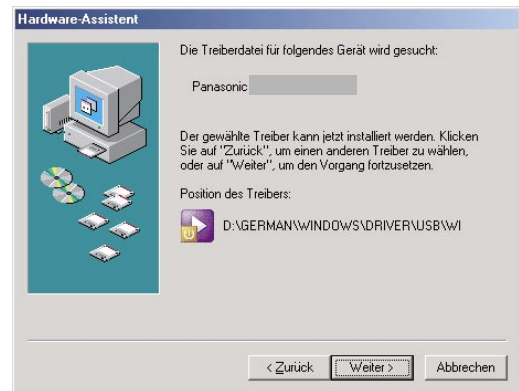 Hardware-Assistent
Die Treiberdatei für folgendes Gerät wird gesucht:
Panasonic
Der gewählte Treiber kann jetzt installiert werden. Klicken
Sie auf "Zurück", um einen anderen Treiber zu wählen,
oder auf "Weiter", um den Vorgang fortzusetzen.
Position des Treibers:
D:\GERMAN\WINDOWS\DRIVER\USB\WI
< Zurück
Weiter >
Abbrechen